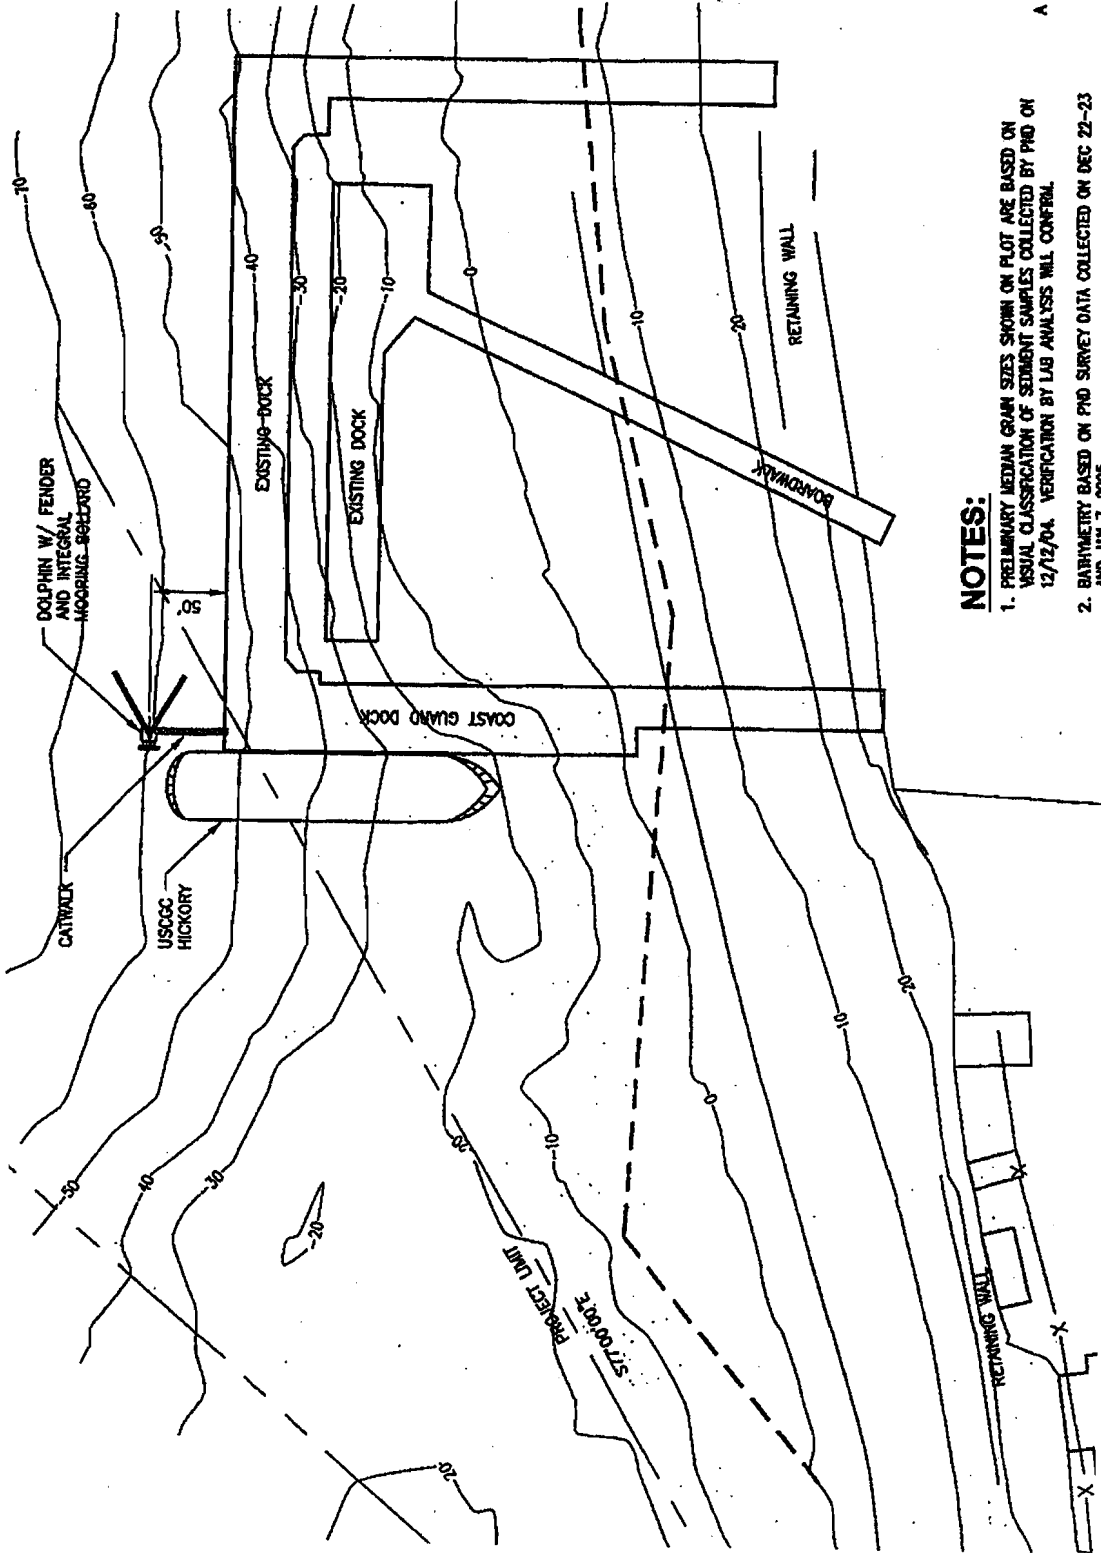 DOLPHIN W/ FENDER
AND INTEGRAL
MOORING BOLLARD
CATWALK
USCGC
HICKORY
50'
-70
-60
-50
-40
-30
-20
-10
0
-10
-20
EXISTING DOCK
EXISTING DOCK
COAST GUARD DOCK
BOARDWALK
RETAINING WALL
-50
-40
-30
-20
-20
-10
0
-10
-20
-20
PROJECT LIMIT
S77°00'00"E
RETAINING WALL
X
X
X
A
NOTES:
1. PRELIMINARY MEDIAN GRAIN SIZES SHOWN ON PLOT ARE BASED ON
VISUAL CLASSIFICATION OF SEDIMENT SAMPLES COLLECTED BY PND ON
12/12/04. VERIFICATION BY LAB ANALYSIS WILL CONFIRM.
2. BATHYMETRY BASED ON PND SURVEY DATA COLLECTED ON DEC 22-23